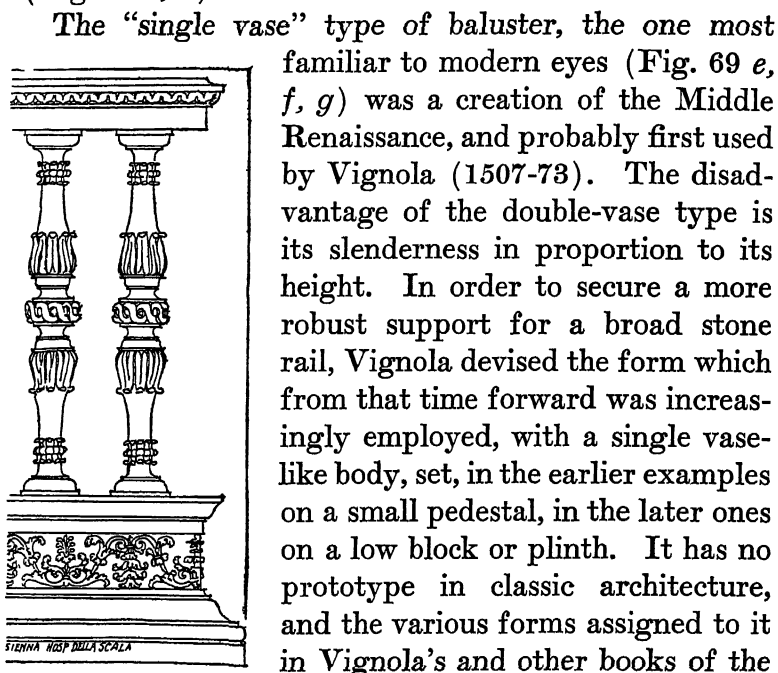 The “single vase” type of baluster, the one most
familiar to modern eyes (Fig. 69 e,
f, g) was a creation of the Middle
Renaissance, and probably first used
by Vignola (1507-73). The disad-
vantage of the double-vase type is
its slenderness in proportion to its
height. In order to secure a more
robust support for a broad stone
rail, Vignola devised the form which
from that time forward was increas-
ingly employed, with a single vase-
like body, set, in the earlier examples
on a small pedestal, in the later ones
on a low block or plinth. It has no
prototype in classic architecture,
and the various forms assigned to it
in Vignola's and other books of the
SIENNA HOSP DELLA SCALA